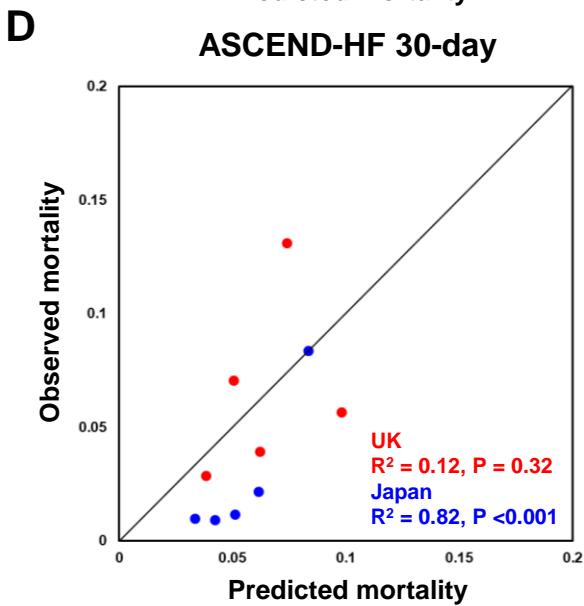 D
ASCEND-HF 30-day
0.2
0.15
0.1
0.05
0
Observed mortality
UK
R² = 0.12, P = 0.32
Japan
R² = 0.82, P <0.001
0 0.05 0.1 0.15 0.2
Predicted mortality